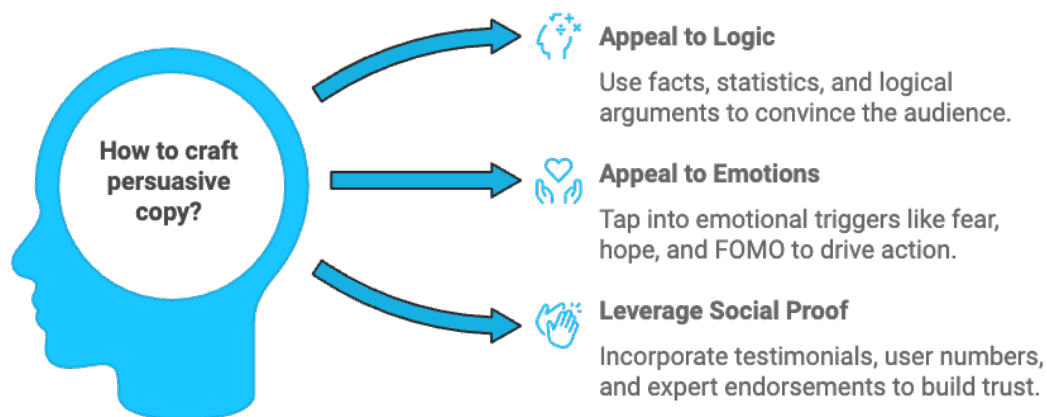 How to craft
persuasive
copy?
Appeal to Logic
Use facts, statistics, and logical
arguments to convince the audience.
Appeal to Emotions
Tap into emotional triggers like fear,
hope, and FOMO to drive action.
Leverage Social Proof
Incorporate testimonials, user numbers,
and expert endorsements to build trust.